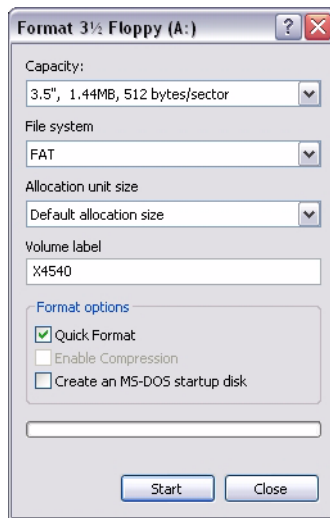 Format 3½ Floppy (A:)
Capacity:
3.5", 1.44MB, 512 bytes/sector
File system
FAT
Allocation unit size
Default allocation size
Volume label
X4540
Format options
Quick Format
Enable Compression
Create an MS-DOS startup disk
Start Close